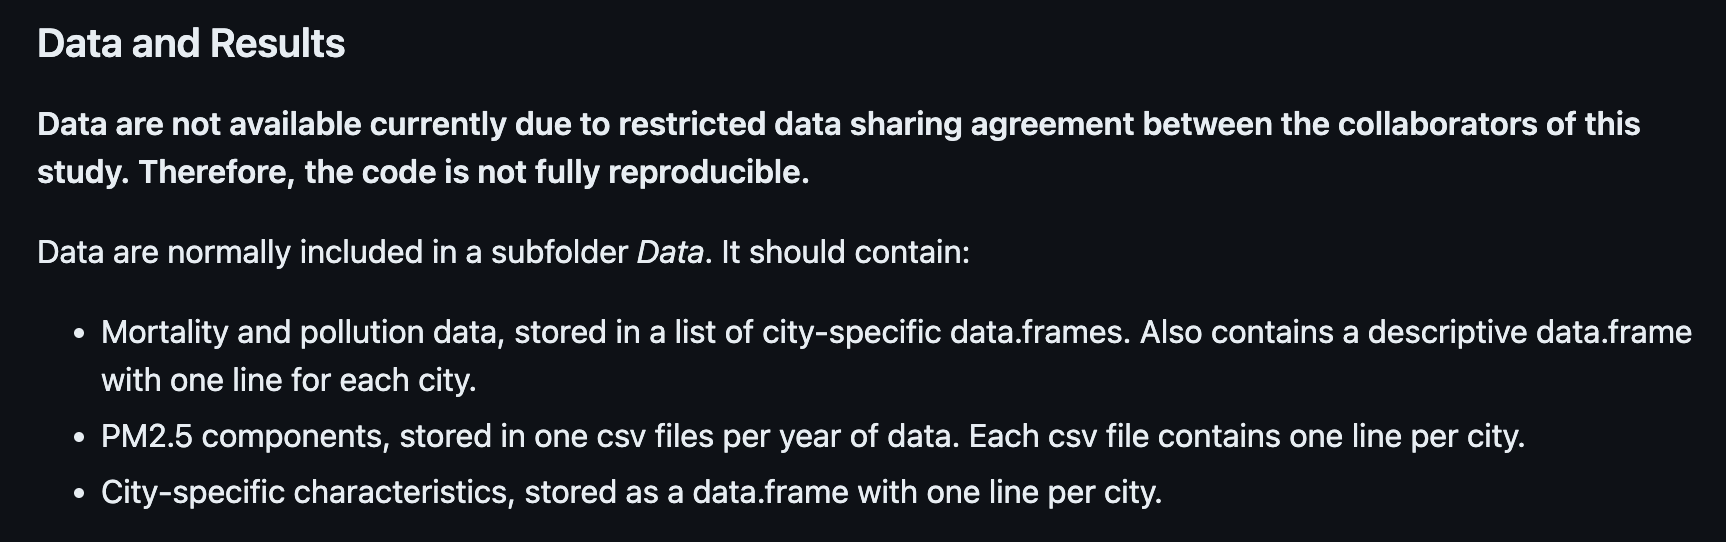 Data and Results
Data are not available currently due to restricted data sharing agreement between the collaborators of this
study. Therefore, the code is not fully reproducible.
Data are normally included in a subfolder Data. It should contain:
• Mortality and pollution data, stored in a list of city-specific data.frames. Also contains a descriptive data.frame
with one line for each city.
• PM2.5 components, stored in one csv files per year of data. Each csv file contains one line per city.
• City-specific characteristics, stored as a data.frame with one line per city.